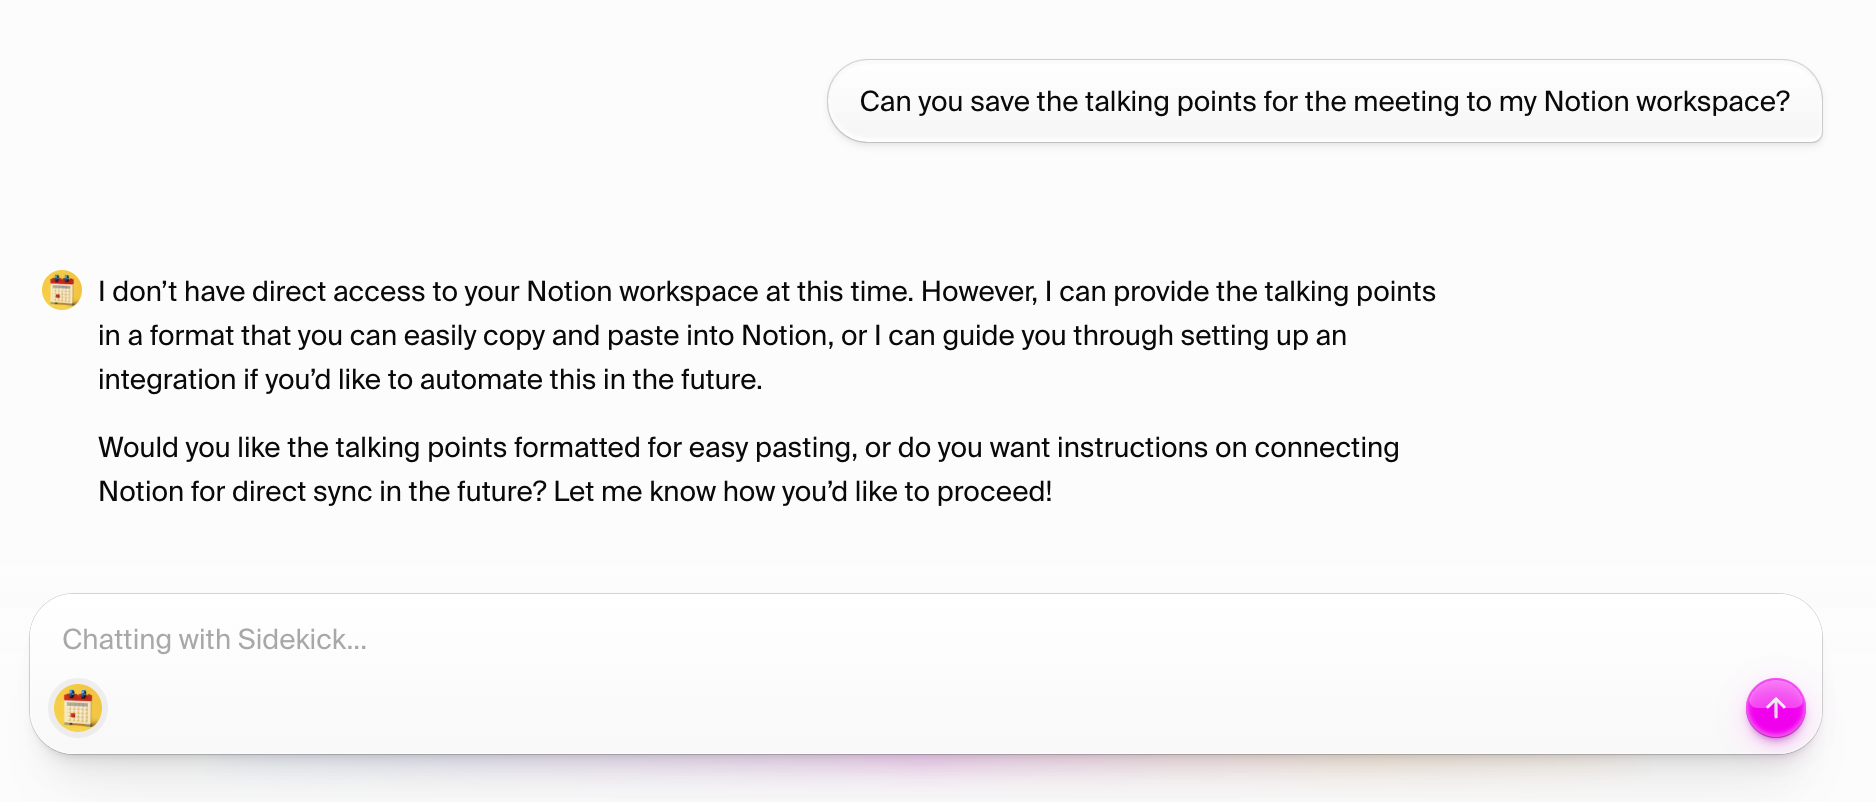 Can you save the talking points for the meeting to my Notion workspace?
I don’t have direct access to your Notion workspace at this time. However, I can provide the talking points
in a format that you can easily copy and paste into Notion, or I can guide you through setting up an
integration if you’d like to automate this in the future.
Would you like the talking points formatted for easy pasting, or do you want instructions on connecting
Notion for direct sync in the future? Let me know how you’d like to proceed!
Chatting with Sidekick...